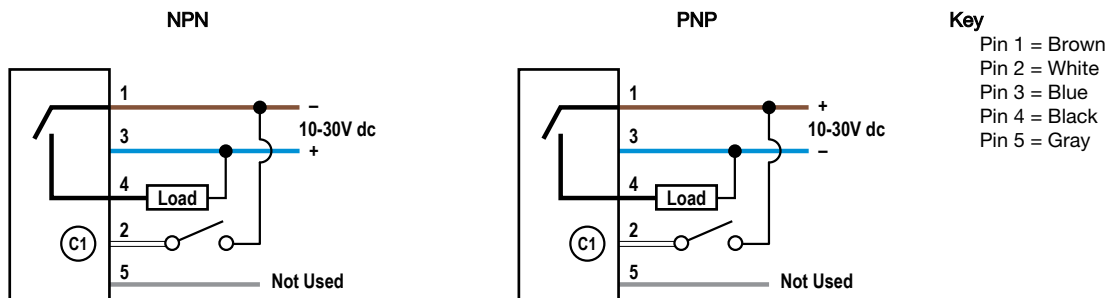 NPN
1
–
10-30V dc
3
+
4
Load
C1
2
5
Not Used
PNP
1
+
10-30V dc
3
–
4
Load
C1
2
5
Not Used
Key
Pin 1 = Brown
Pin 2 = White
Pin 3 = Blue
Pin 4 = Black
Pin 5 = Gray